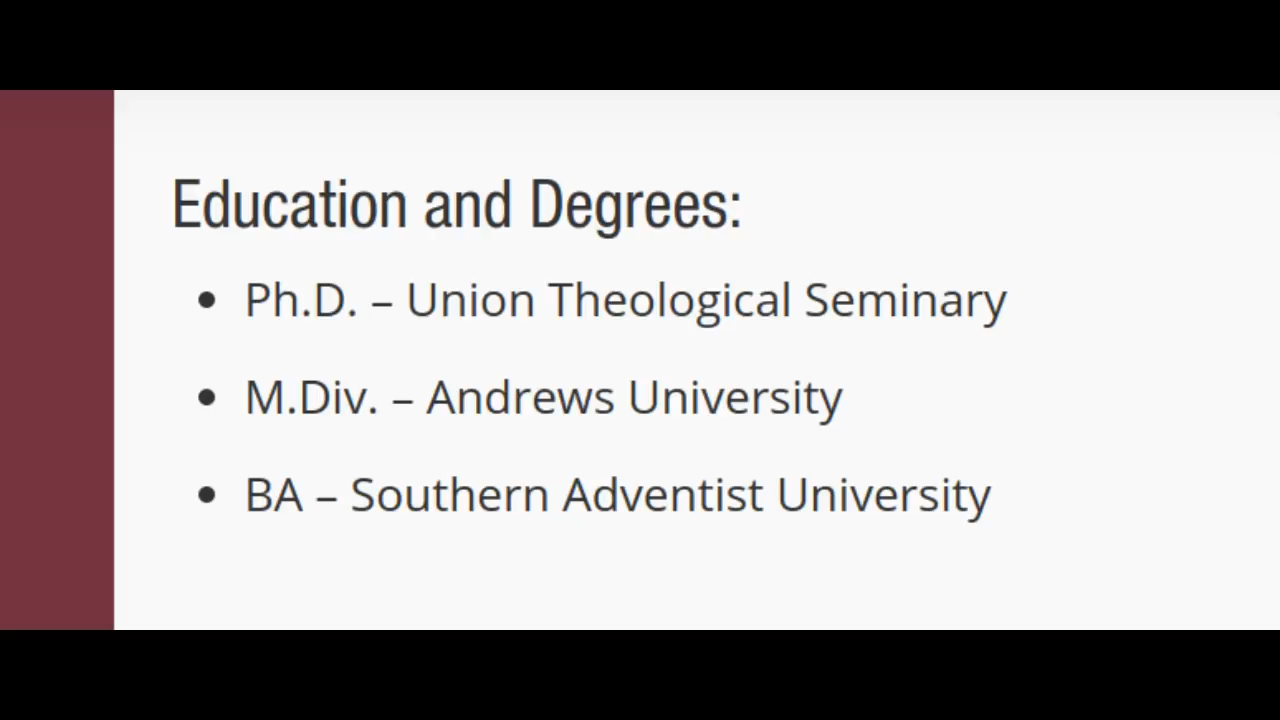 Education and Degrees:
• Ph.D. – Union Theological Seminary
• M.Div. – Andrews University
• BA – Southern Adventist University